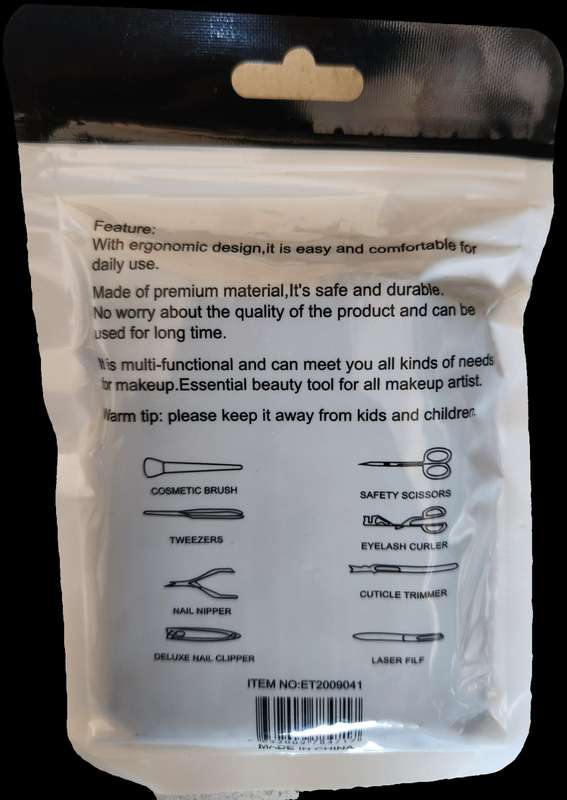 Feature:
With ergonomic design,it is easy and comfortable for
daily use.
Made of premium material,It's safe and durable.
No worry about the quality of the product and can be
used for long time.
It is multi-functional and can meet you all kinds of needs
for makeup.Essential beauty tool for all makeup artist.
Warm tip: please keep it away from kids and children.
COSMETIC BRUSH
SAFETY SCISSORS
TWEEZERS
EYELASH CURLER
NAIL NIPPER
CUTICLE TRIMMER
DELUXE NAIL CLIPPER
LASER FILF
ITEM NO:ET2009041
MADE IN CHINA